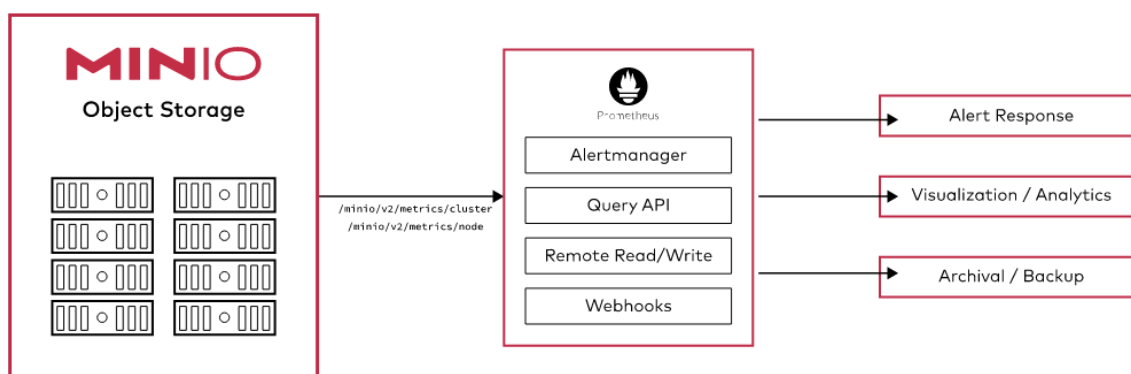 MINIO
Object Storage
/minio/v2/metrics/cluster
/minio/v2/metrics/node
Prometheus
Alertmanager
Query API
Remote Read/Write
Webhooks
Alert Response
Visualization / Analytics
Archival / Backup